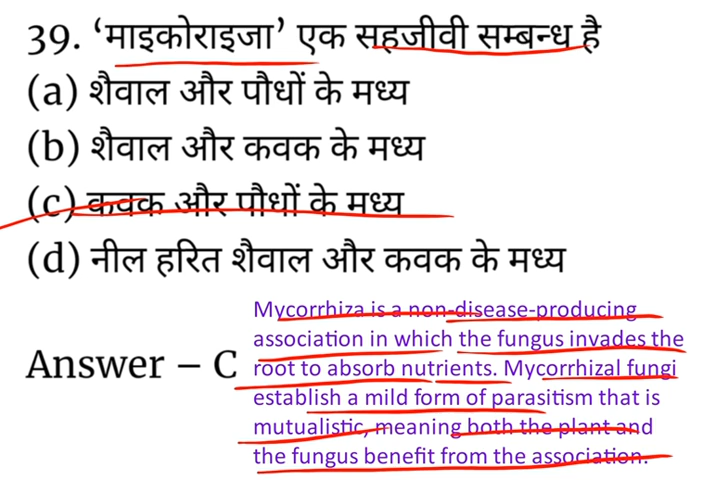 39. ‘माइकोराइजा’ एक सहजीवी सम्बन्ध है
(a) शैवाल और पौधों के मध्य
(b) शैवाल और कवक के मध्य
(c) कवक और पौधों के मध्य
(d) नील हरित शैवाल और कवक के मध्य
Answer – C
Mycorrhiza is a non-disease-producing
association in which the fungus invades the
root to absorb nutrients. Mycorrhizal fungi
establish a mild form of parasitism that is
mutualistic, meaning both the plant and
the fungus benefit from the association.